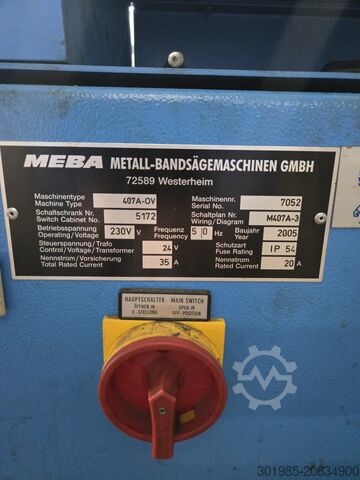 MEBA METALL-BANDSÄGEMASCHINEN GMBH
72589 Westerheim
Maschinentype 407A-OV Maschinennr. 7052
Machine Type Serial No.
Schaltschrank Nr. 5172 Schaltplan Nr. M407A-3
Switch Cabinet No. Wiring/Diagram
Betriebsspannung 230V Frequenz 50 Hz Baujahr 2005
Operating/Voltage Frequency Year
Steuerspannung/Trafo 24 V Schutzart IP 54
Control/Voltage/Transformer Fuse Rating
Nennstrom/Vorsicherung 35 A Nennstrom 20 A
Total Rated Current Rated Current
HAUPTSCHALTER MAIN SWITCH
ÖFFNEN IN OPEN IN
0-STELLUNG OFF-POSITION
301985-20634900